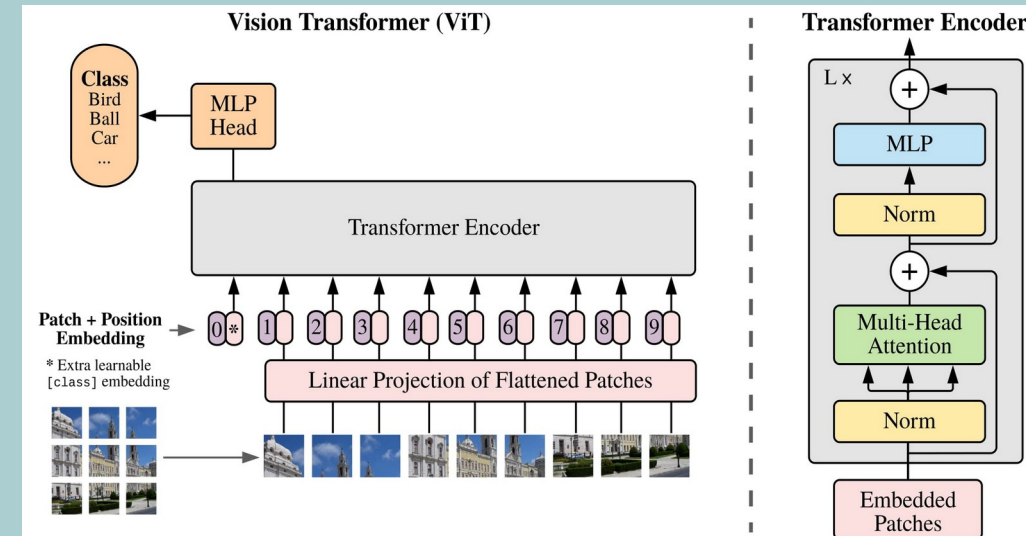 Vision Transformer (ViT)
Class
Bird
Ball
Car
...
MLP
Head
Transformer Encoder
Patch + Position
Embedding
0 * 1 2 3 4 5 6 7 8 9
* Extra learnable
[class] embedding
Linear Projection of Flattened Patches
Transformer Encoder
L ×
+
MLP
Norm
+
Multi-Head
Attention
Norm
Embedded
Patches